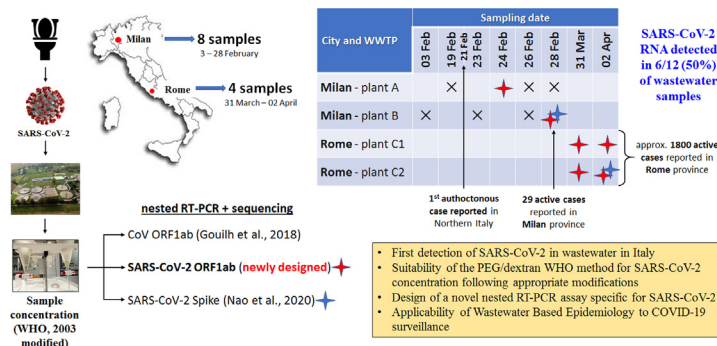 SARS-CoV-2
Sample
concentration
(WHO, 2003
modified)
Milan
8 samples
3 – 28 February
Rome
4 samples
31 March – 02 April
nested RT-PCR + sequencing
CoV ORF1ab (Gouilh et al., 2018)
SARS-CoV-2 ORF1ab (newly designed)
SARS-CoV-2 Spike (Nao et al., 2020)
City and WWTP
Sampling date
03 Feb
19 Feb
21 Feb
23 Feb
24 Feb
26 Feb
28 Feb
31 Mar
02 Apr
Milan - plant A
Milan - plant B
Rome - plant C1
Rome - plant C2
1st authoctonous
case reported in
Northern Italy
29 active cases
reported in
Milan province
approx. 1800 active
cases reported in
Rome province
SARS-CoV-2
RNA detected
in 6/12 (50%)
of wastewater
samples
• First detection of SARS-CoV-2 in wastewater in Italy
• Suitability of the PEG/dextran WHO method for SARS-CoV-2
concentration following appropriate modifications
• Design of a novel nested RT-PCR assay specific for SARS-CoV-2
• Applicability of Wastewater Based Epidemiology to COVID-19
surveillance